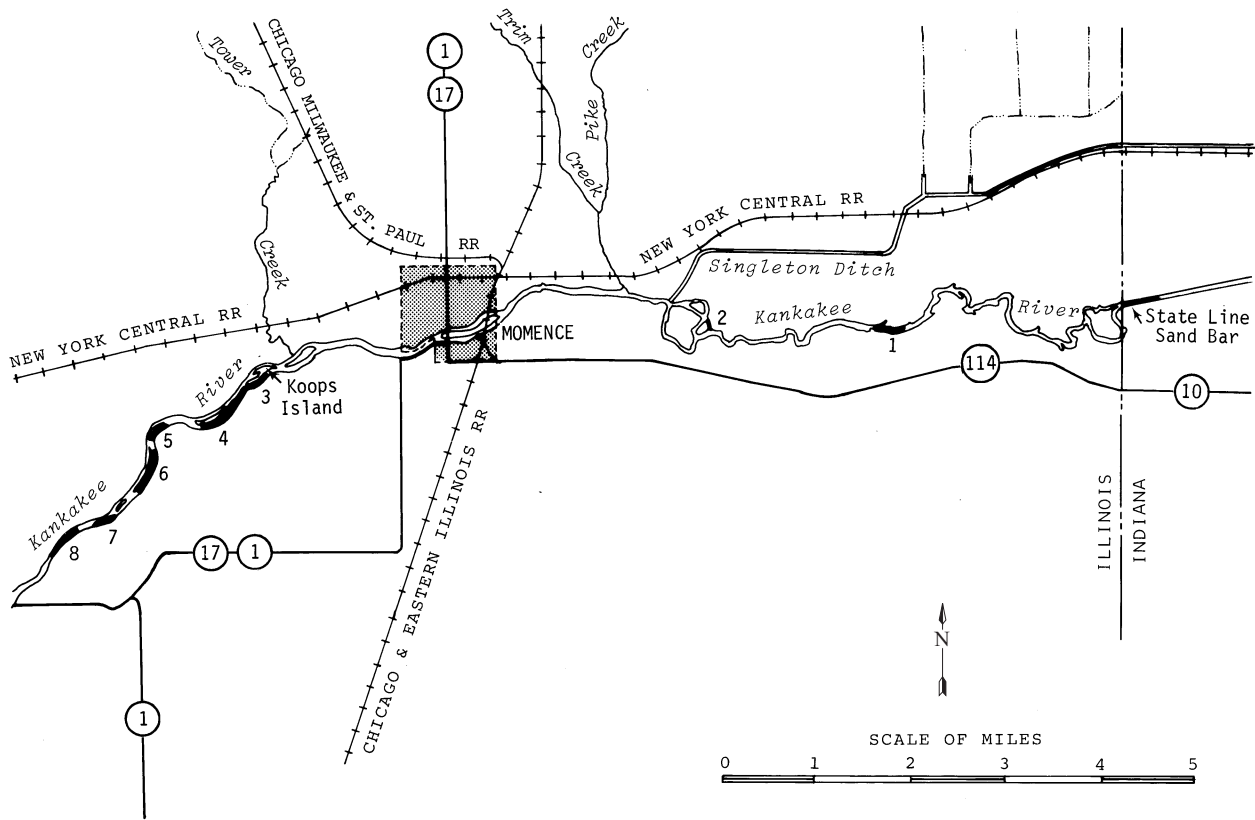 Tower
Creek
CHICAGO MILWAUKEE & ST. PAUL RR
1
17
Trim
Creek
Pike
Creek
NEW YORK CENTRAL RR
Singleton Ditch
NEW YORK CENTRAL RR
MOMENCE
2
Kankakee
1
River
State Line
Sand Bar
114
10
River
3
Koops
Island
4
5
6
Kankakee
7
8
17
1
1
CHICAGO & EASTERN ILLINOIS RR
ILLINOIS
INDIANA
N
SCALE OF MILES
0 1 2 3 4 5